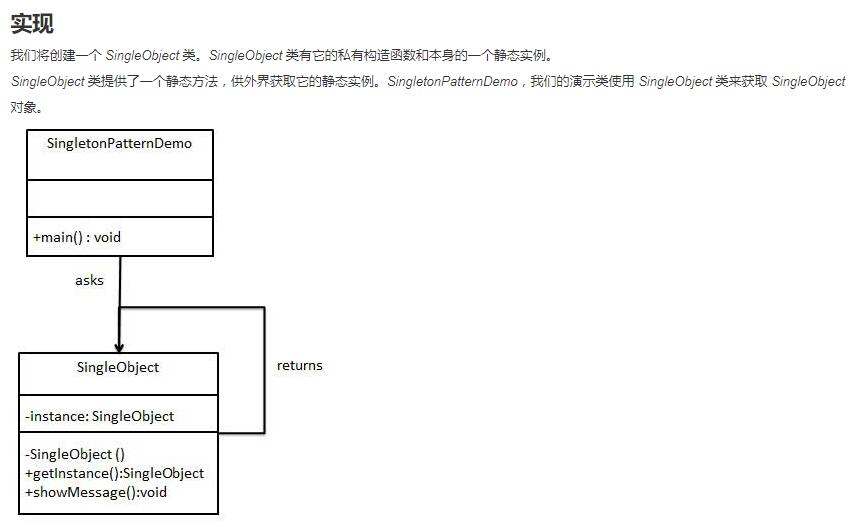 实现
我们将创建一个 SingleObject 类。SingleObject 类有它的私有构造函数和本身的一个静态实例。
SingleObject 类提供了一个静态方法，供外界获取它的静态实例。SingletonPatternDemo，我们的演示类使用 SingleObject 类来获取 SingleObject
对象。
SingletonPatternDemo
+main() : void
asks
returns
SingleObject
-instance: SingleObject
-SingleObject ()
+getInstance():SingleObject
+showMessage():void